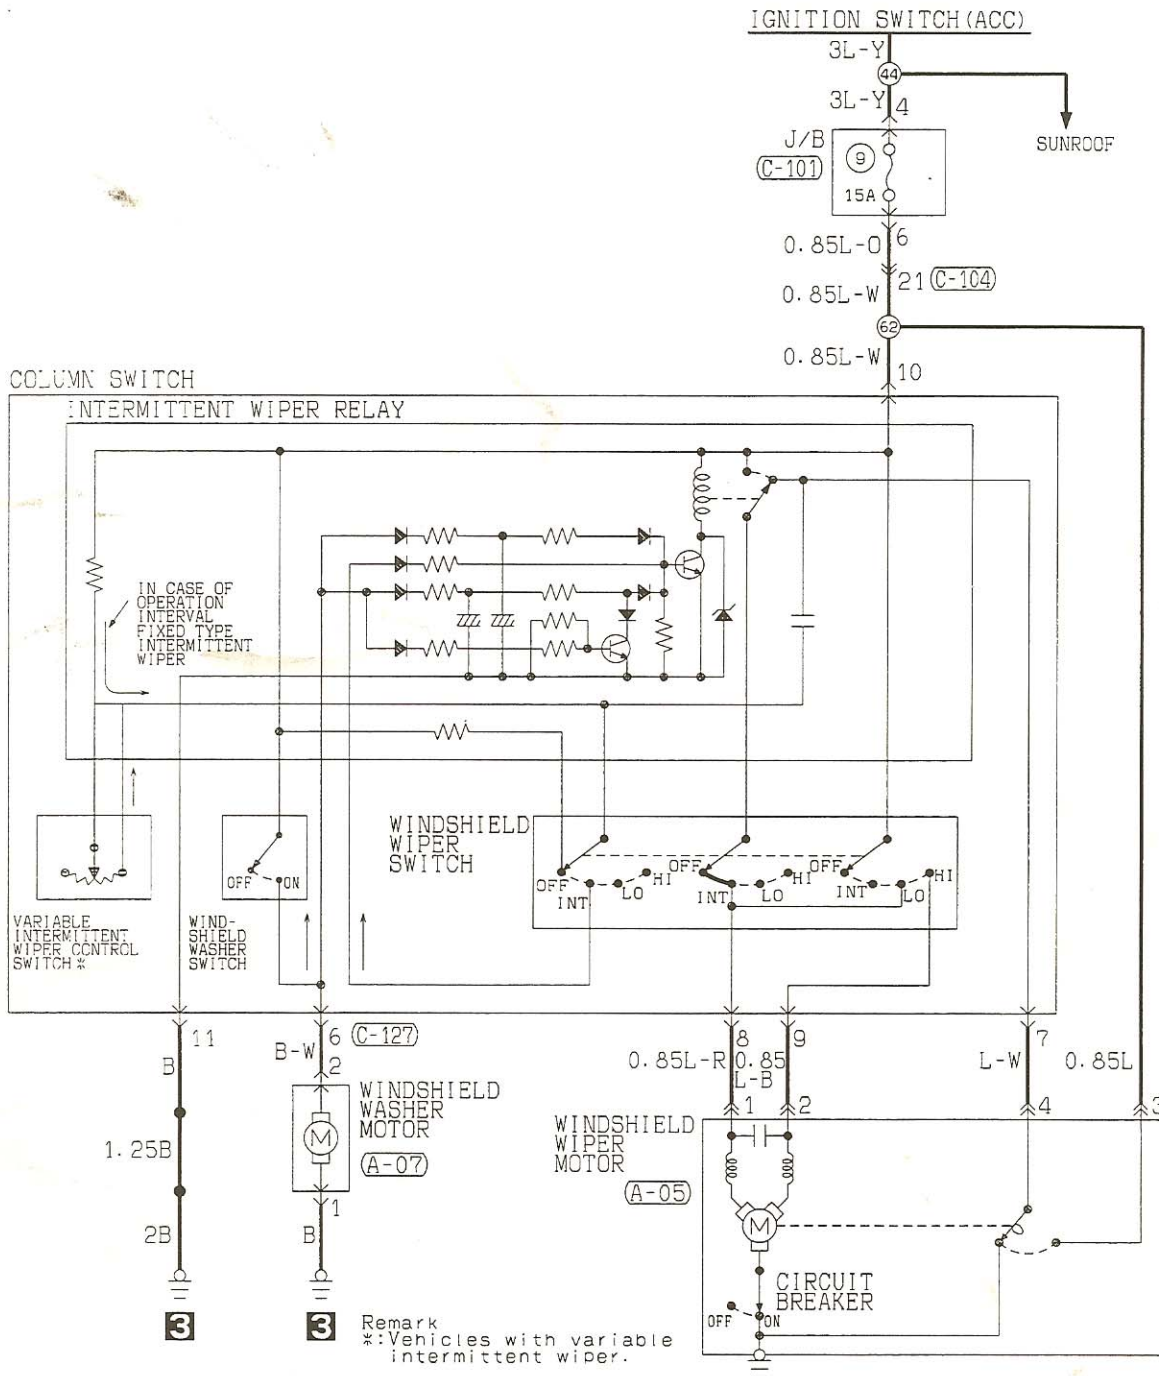 IGNITION SWITCH(ACC)
3L-Y
44
3L-Y 4
SUNROOF
J/B
C-101
9
15A
6
0.85L-O
21 C-104
0.85L-W
62
0.85L-W
10
COLUMN SWITCH
INTERMITTENT WIPER RELAY
IN CASE OF
OPERATION
INTERVAL
FIXED TYPE
INTERMITTENT
WIPER
WINDSHIELD
WIPER
SWITCH
OFF INT LO HI
OFF INT LO HI
OFF INT LO HI
OFF ON
VARIABLE
INTERMITTENT
WIPER CONTROL
SWITCH※
WIND-
SHIELD
WASHER
SWITCH
11
6 C-127
8
9
7
B
B-W
2
0.85L-R
0.85
L-B
L-W
0.85L
1
2
4
3
WINDSHIELD
WASHER
MOTOR
A-07
M
WINDSHIELD
WIPER
MOTOR
A-05
M
1.25B
1
2B
B
CIRCUIT
BREAKER
OFF ON
3
3
Remark
※:Vehicles with variable
intermittent wiper.